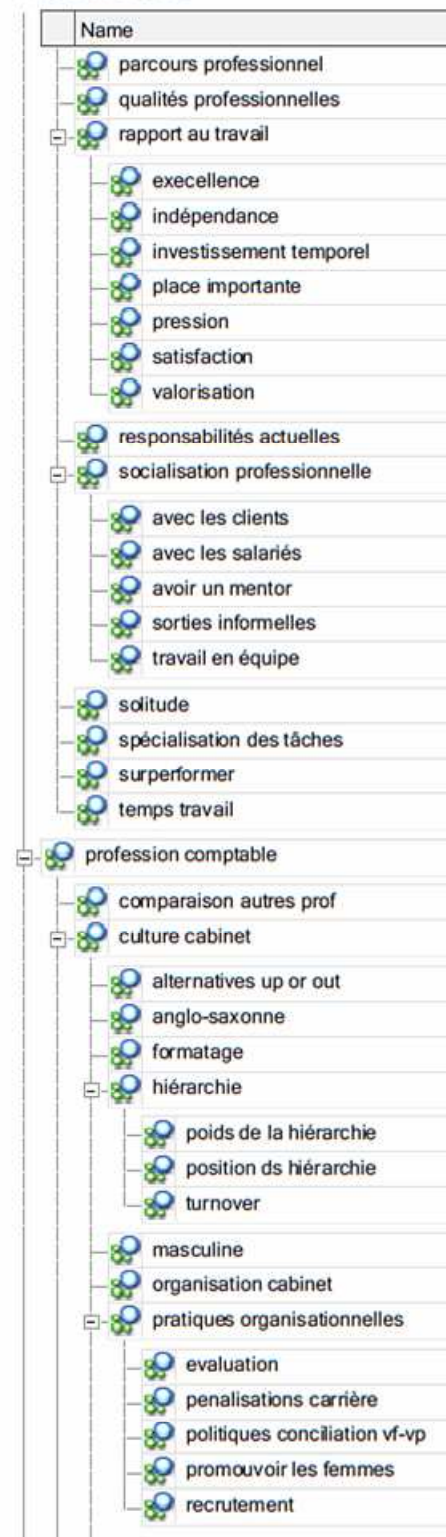 Name
parcours professionnel
qualités professionnelles
rapport au travail
execellence
indépendance
investissement temporel
place importante
pression
satisfaction
valorisation
responsabilités actuelles
socialisation professionnelle
avec les clients
avec les salariés
avoir un mentor
sorties informelles
travail en équipe
solitude
spécialisation des tâches
surperformer
temps travail
profession comptable
comparaison autres prof
culture cabinet
alternatives up or out
anglo-saxonne
formatage
hiérarchie
poids de la hiérarchie
position ds hiérarchie
turnover
masculine
organisation cabinet
pratiques organisationnelles
evaluation
penalisations carrière
politiques conciliation vf-vp
promouvoir les femmes
recrutement